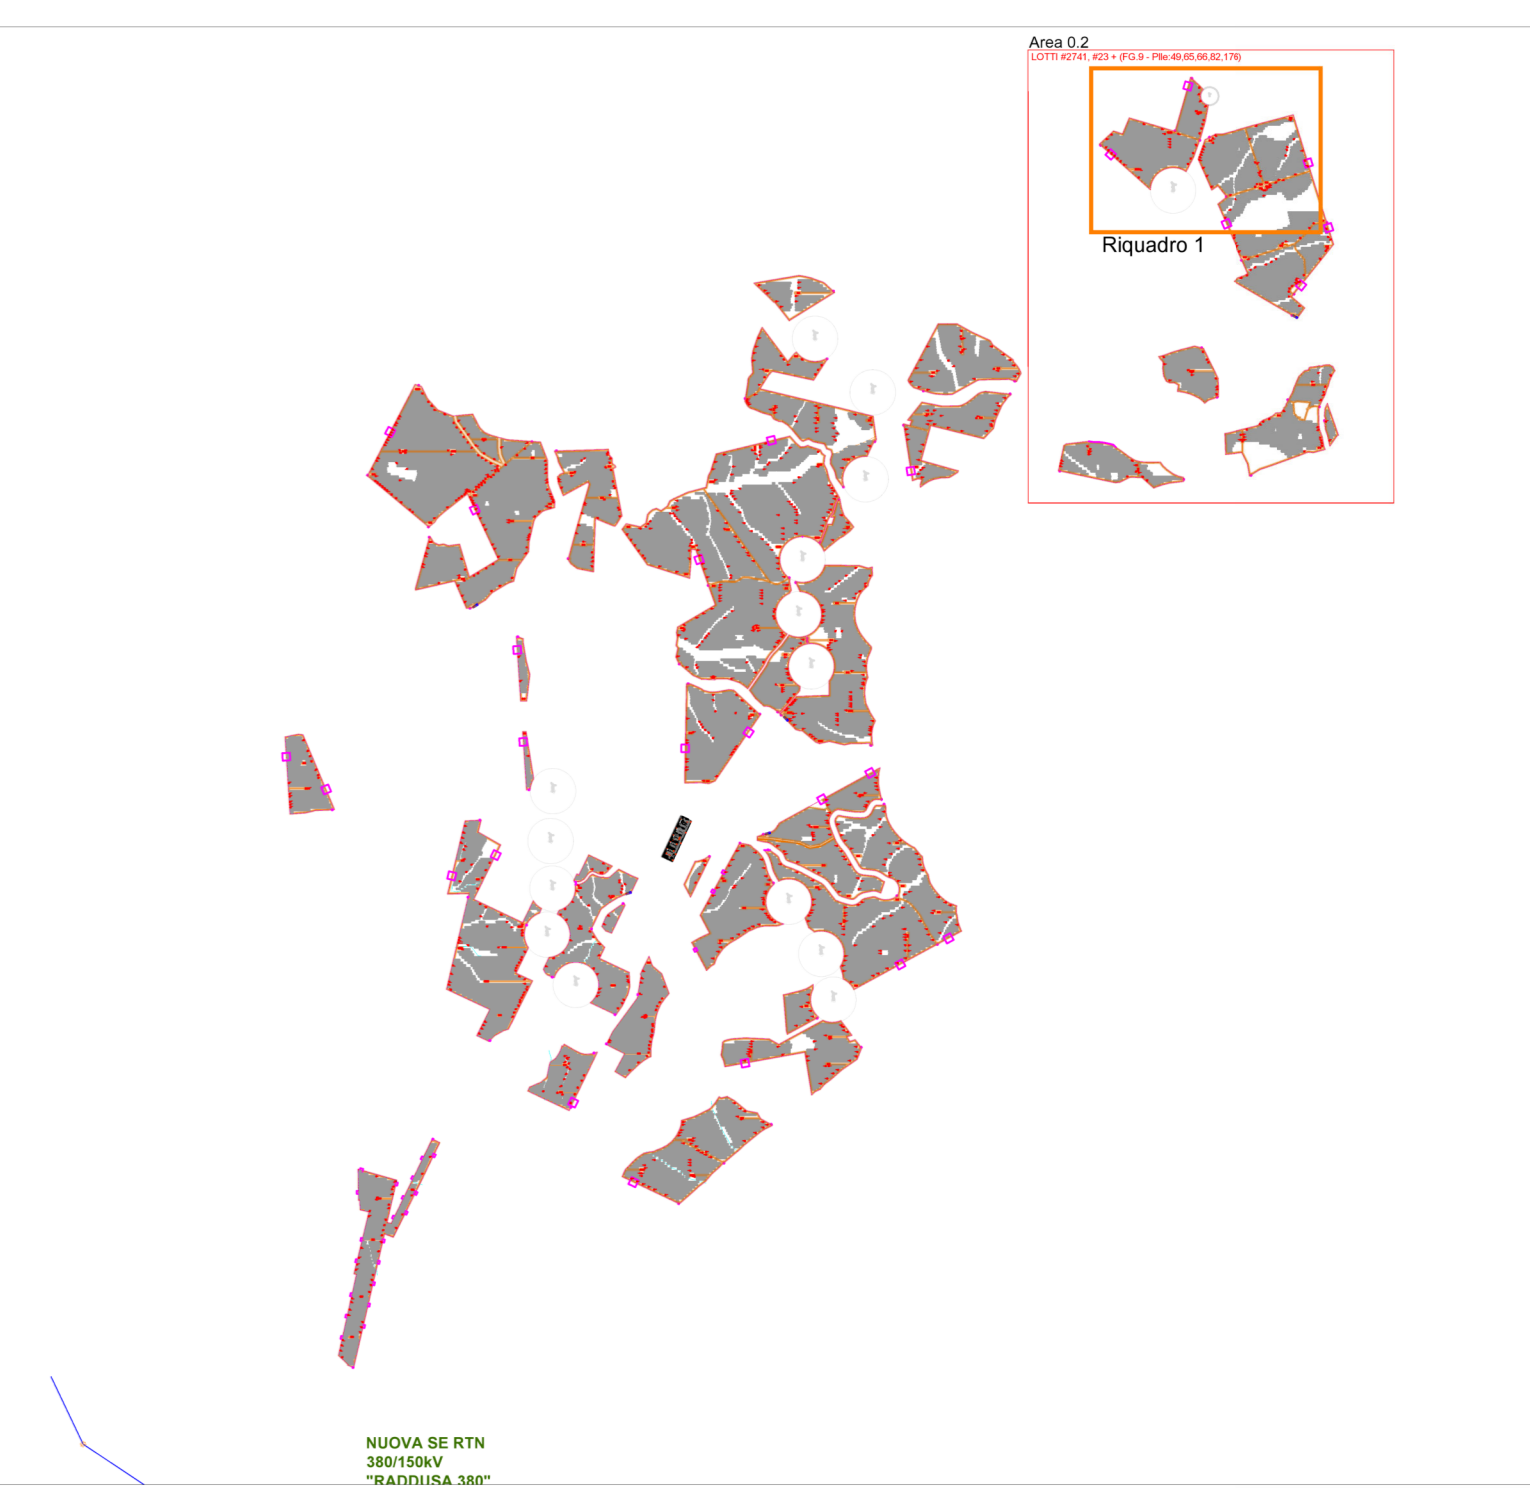 Area 0.2
LOTTI #2741, #23 + (FG.9 - Plle:49,65,66,82,176)
Riquadro 1
NUOVA SE RTN
380/150kV
"RADDUSA 380"